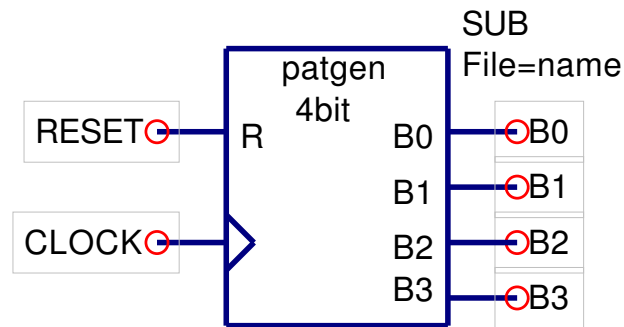 SUB
File=name
patgen
4bit
RESET
R
B0
B0
B1
B1
CLOCK
B2
B2
B3
B3